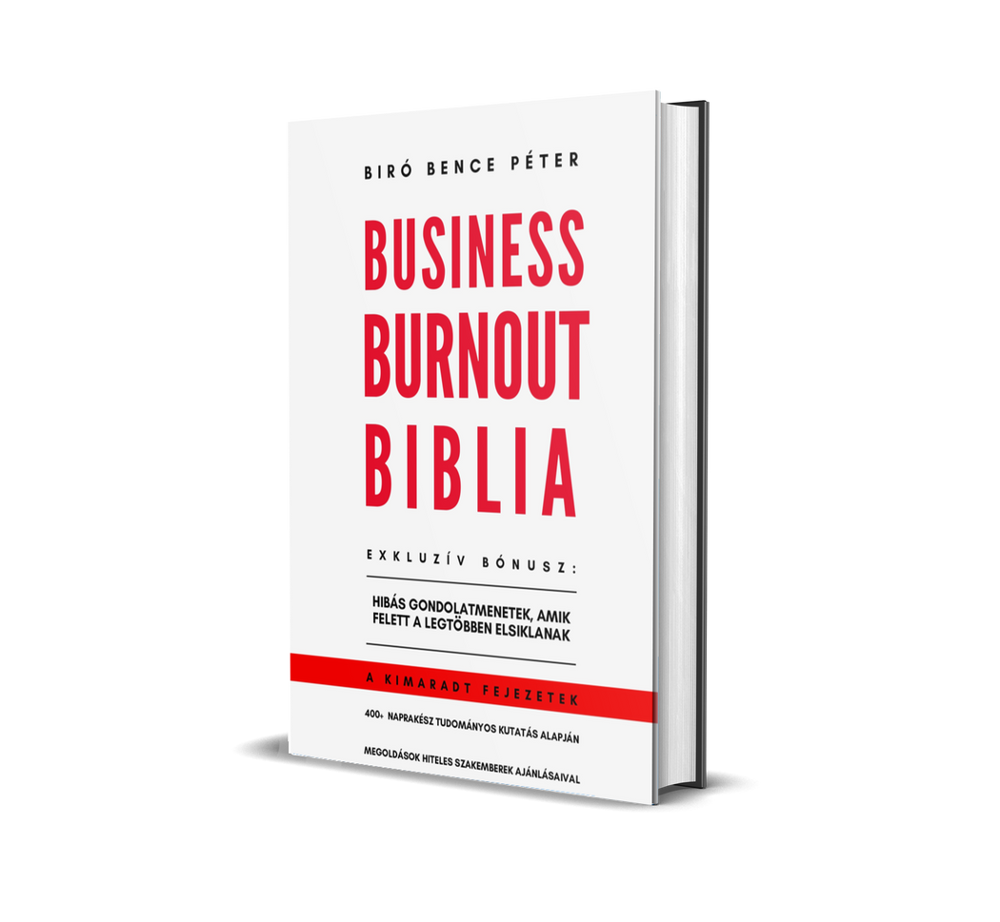 BIRÓ BENCE PÉTER
BUSINESS
BURNOUT
BIBLIA
EXKLUZÍV BÓNUSZ:
HIBÁS GONDOLATMENETEK, AMIK
FELETT A LEGTÖBBEN ELSIKLANAK
A KIMARADT FEJEZETEK
400+ NAPRAKÉSZ TUDOMÁNYOS KUTATÁS ALAPJÁN
MEGOLDÁSOK HITELES SZAKEMBEREK AJÁNLÁSAIVAL